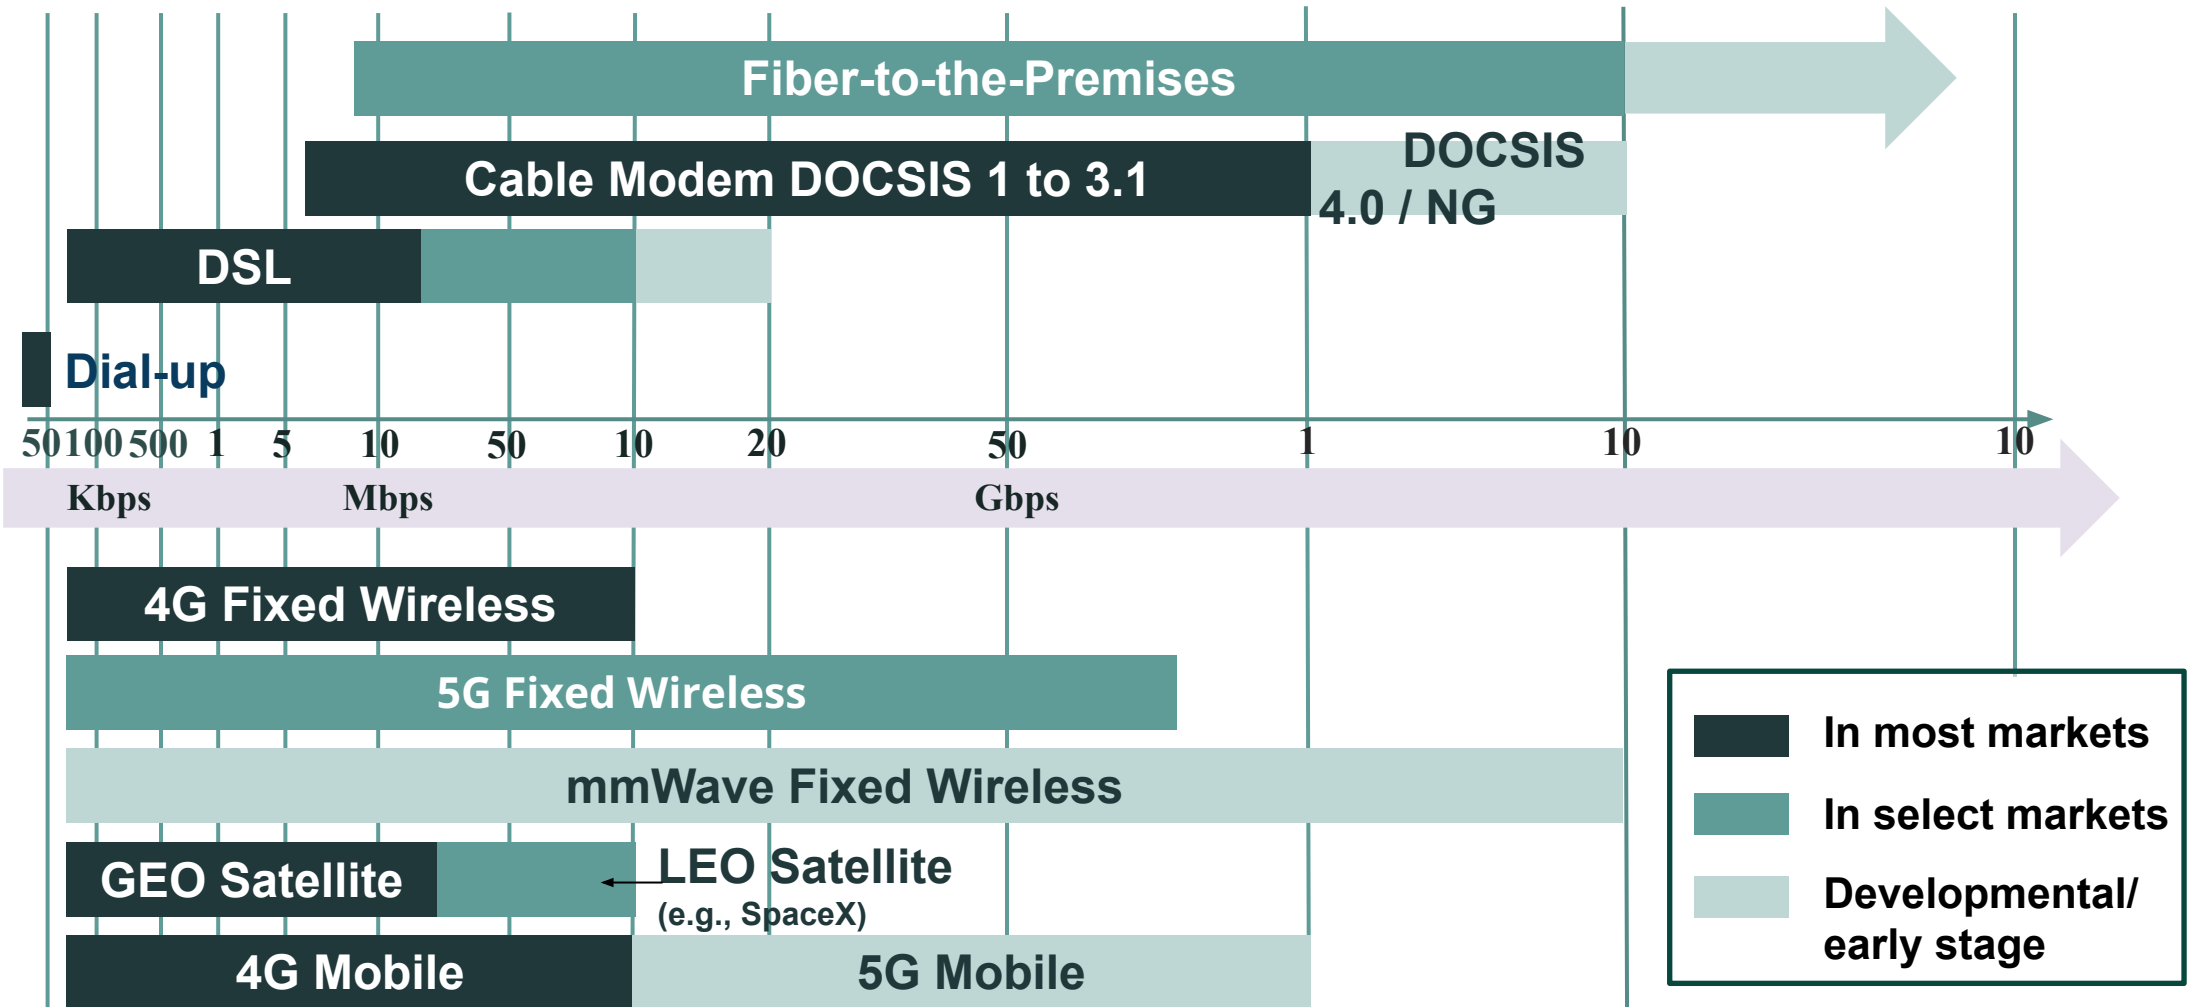 Fiber-to-the-Premises
Cable Modem DOCSIS 1 to 3.1
DOCSIS
4.0 / NG
DSL
Dial-up
50 100 500 1 5 10 50 10 20 50 1 10 10
Kbps Mbps Gbps
4G Fixed Wireless
5G Fixed Wireless
mmWave Fixed Wireless
GEO Satellite
LEO Satellite
(e.g., SpaceX)
4G Mobile
5G Mobile
In most markets
In select markets
Developmental/
early stage